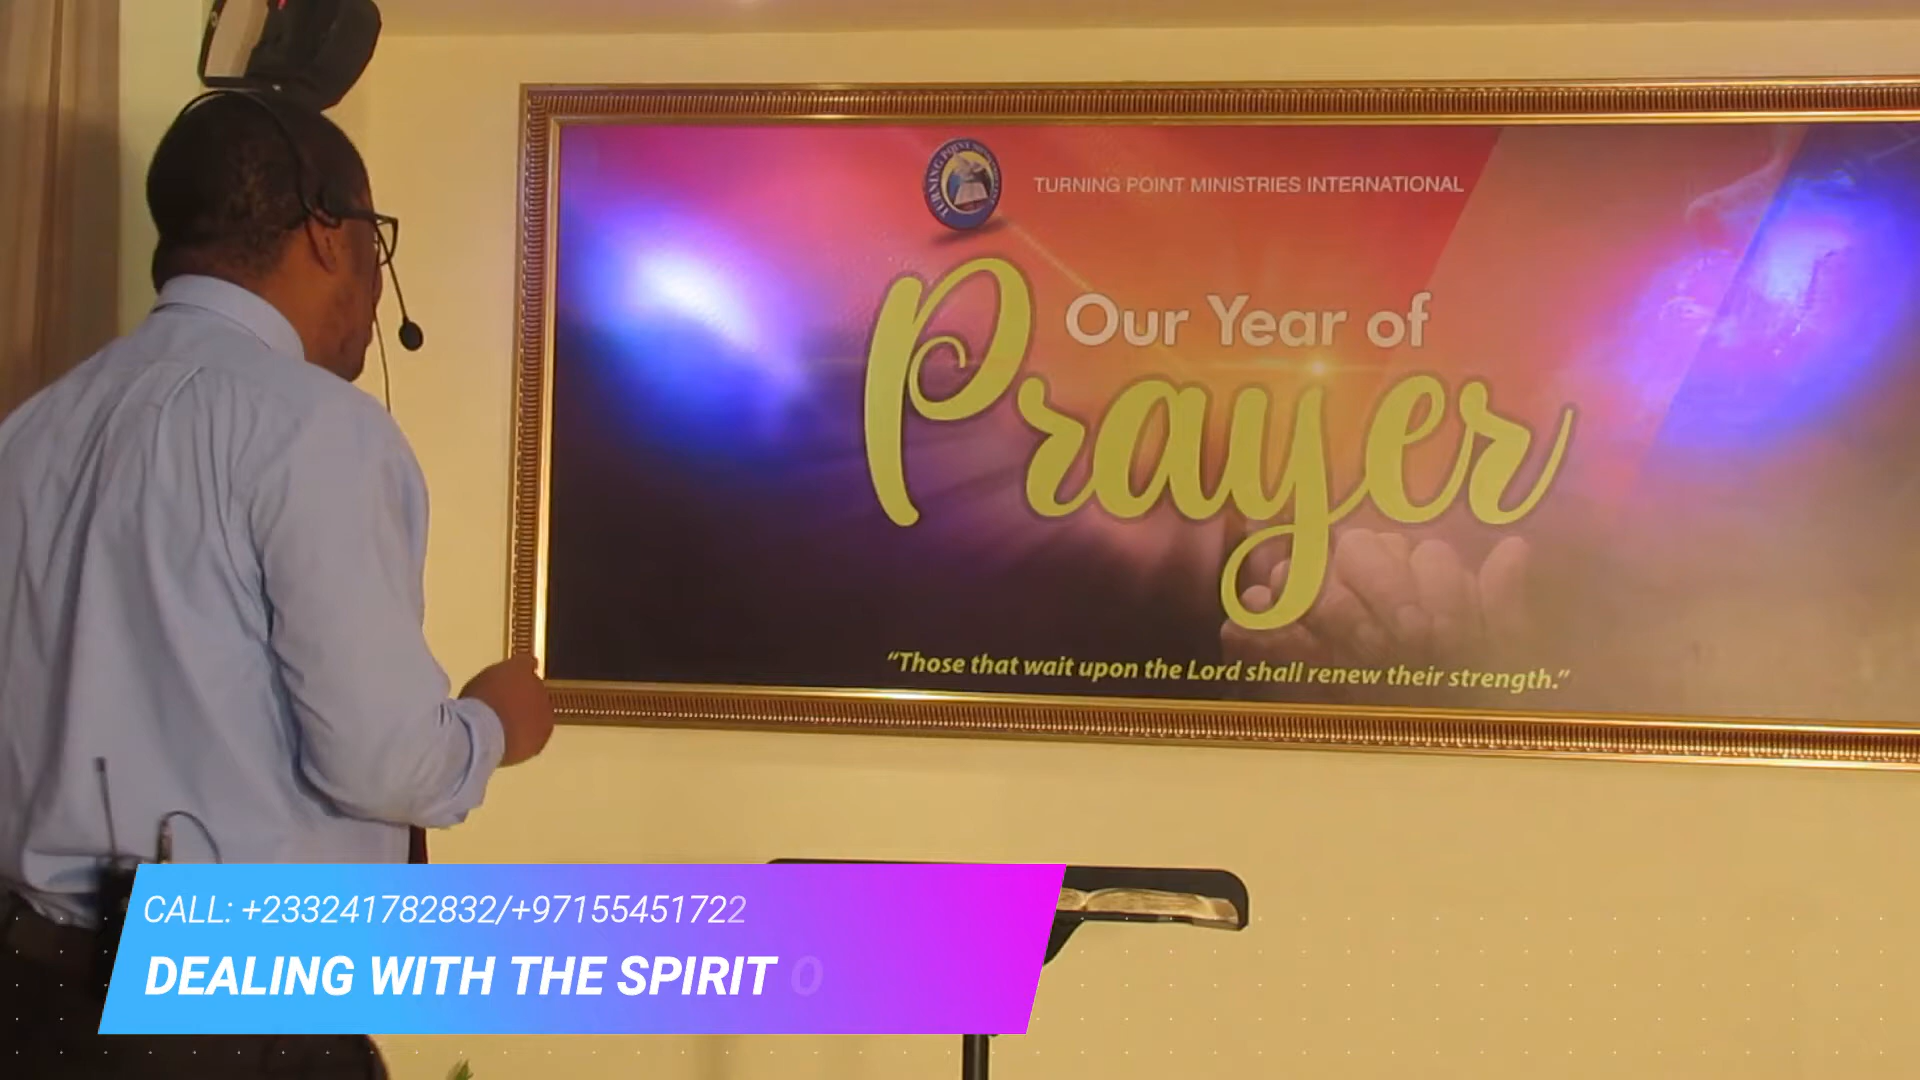 TURNING POINT MINISTRIES INTERNATIONAL
Our Year of
Prayer
“Those that wait upon the Lord shall renew their strength.”
CALL: +233241782832/+97155451722
DEALING WITH THE SPIRIT O